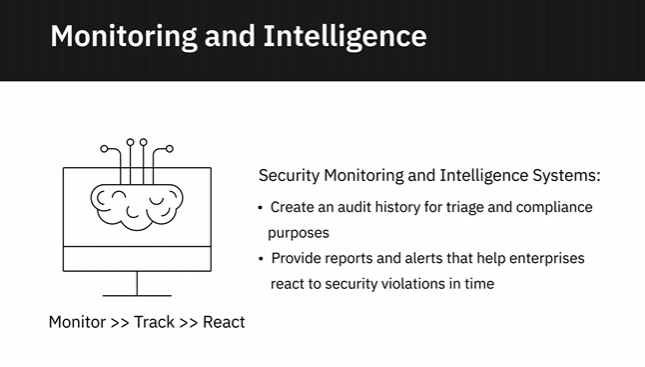 Monitoring and Intelligence
Security Monitoring and Intelligence Systems:
• Create an audit history for triage and compliance
purposes
• Provide reports and alerts that help enterprises
react to security violations in time
Monitor >> Track >> React